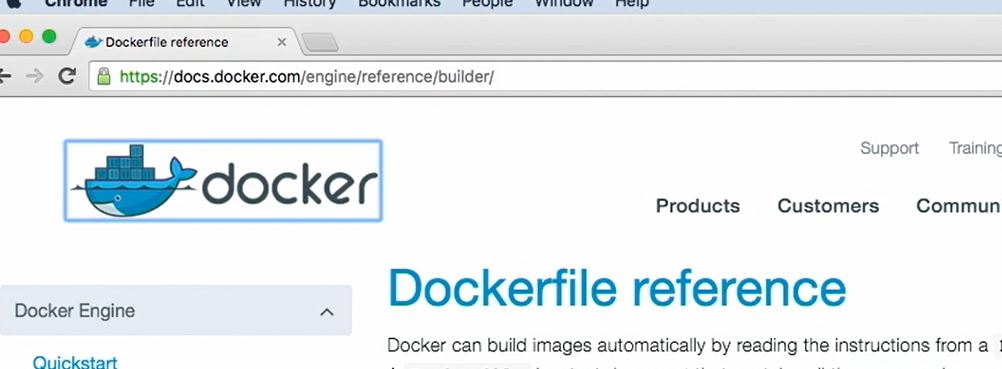 Chrome File Edit View History Bookmarks People Window Help
Dockerfile reference
https://docs.docker.com/engine/reference/builder/
docker
Support Training
Products Customers Commun
Docker Engine
Dockerfile reference
Quickstart
Docker can build images automatically by reading the instructions from a